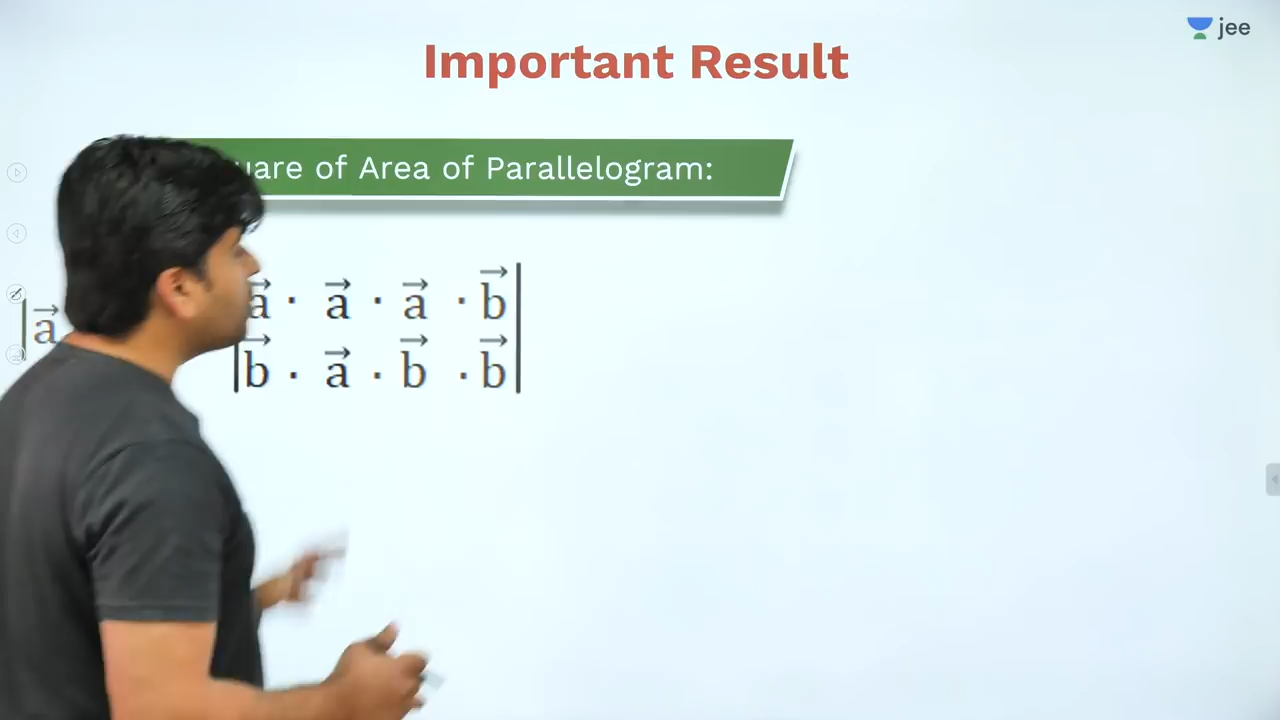 jee
Important Result
uare of Area of Parallelogram:
|a⃗
a⃗ · a⃗ · a⃗ · b⃗|
|b⃗ · a⃗ · b⃗ · b⃗|